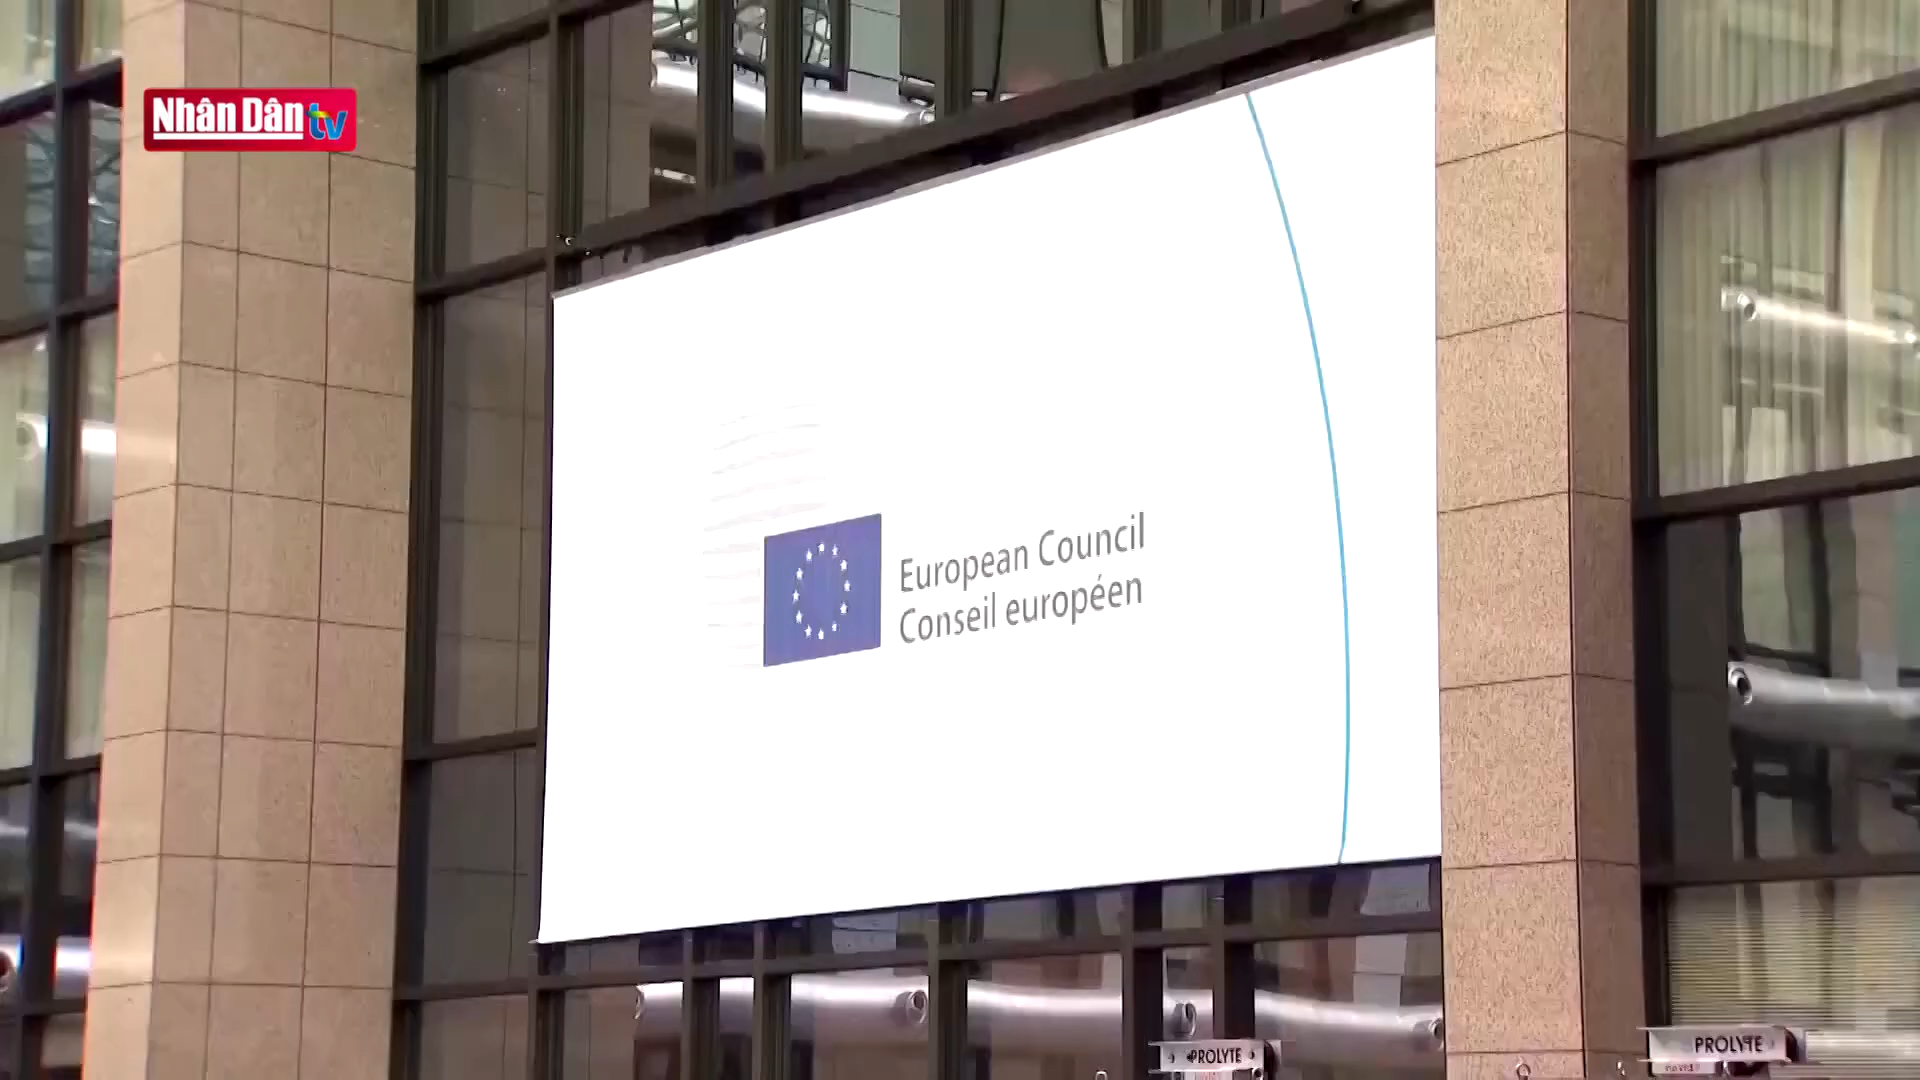 Nhân Dân tv
European Council
Conseil européen
PROLYTE
PROLYTE